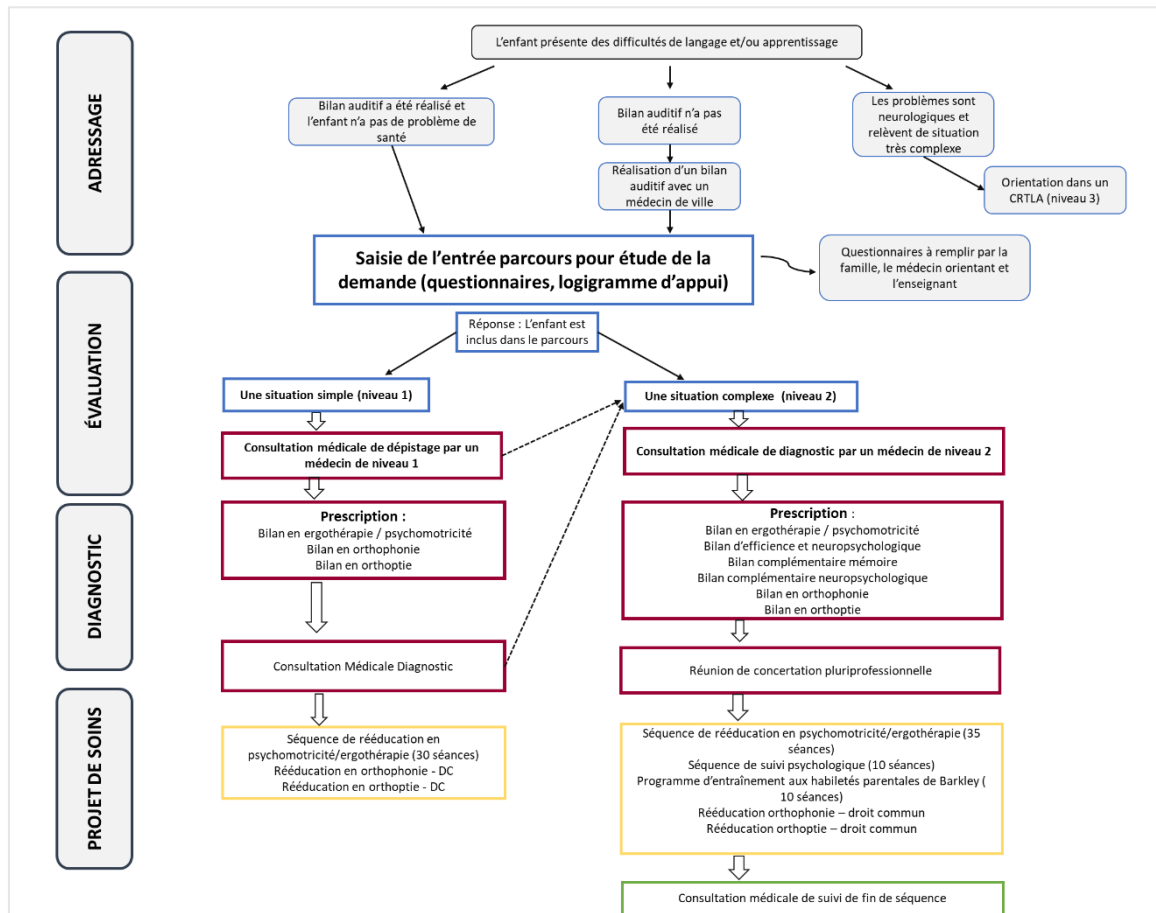 ADRESSAGE
L'enfant présente des difficultés de langage et/ou apprentissage
Bilan auditif a été réalisé et
l'enfant n'a pas de problème de
santé
Bilan auditif n'a pas
été réalisé
Les problèmes sont
neurologiques et
relèvent de situation
très complexe
Réalisation d'un bilan
auditif avec un
médecin de ville
Orientation dans un
CRTLA (niveau 3)
Saisie de l'entrée parcours pour étude de la
demande (questionnaires, logigramme d'appui)
Questionnaires à remplir par la
famille, le médecin orientant et
l'enseignant
ÉVALUATION
Réponse : L'enfant est
inclus dans le parcours
Une situation simple (niveau 1)
Une situation complexe (niveau 2)
Consultation médicale de dépistage par un
médecin de niveau 1
Consultation médicale de diagnostic par un médecin de niveau 2
DIAGNOSTIC
Prescription :
Bilan en ergothérapie / psychomotricité
Bilan en orthophonie
Bilan en orthoptie
Prescription :
Bilan en ergothérapie / psychomotricité
Bilan d'efficience et neuropsychologique
Bilan complémentaire mémoire
Bilan complémentaire neuropsychologique
Bilan en orthophonie
Bilan en orthoptie
Consultation Médicale Diagnostic
Réunion de concertation pluriprofessionnelle
PROJET DE SOINS
Séquence de rééducation en
psychomotricité/ergothérapie (30 séances)
Rééducation en orthophonie - DC
Rééducation en orthoptie - DC
Séquence de rééducation en psychomotricité/ergothérapie (35
séances)
Séquence de suivi psychologique (10 séances)
Programme d'entraînement aux habiletés parentales de Barkley (
10 séances)
Rééducation orthophonie – droit commun
Rééducation orthoptie – droit commun
Consultation médicale de suivi de fin de séquence